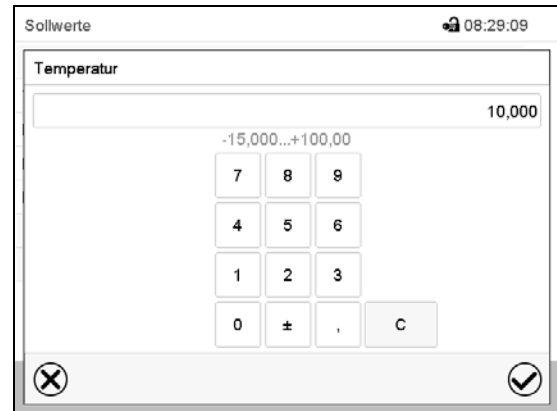 Sollwerte 08:29:09
Temperatur
10,000
-15,000...+100,00
7 8 9
4 5 6
1 2 3
0 ± , C